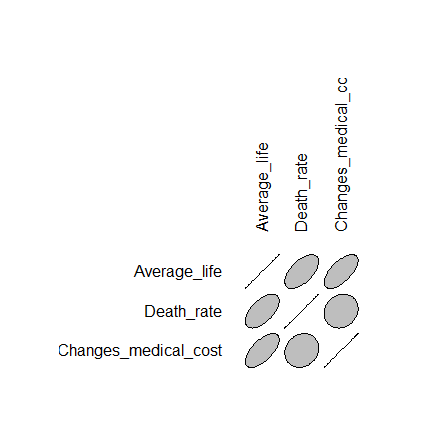 Average_life
Death_rate
Changes_medical_cc
Average_life
Death_rate
Changes_medical_cost